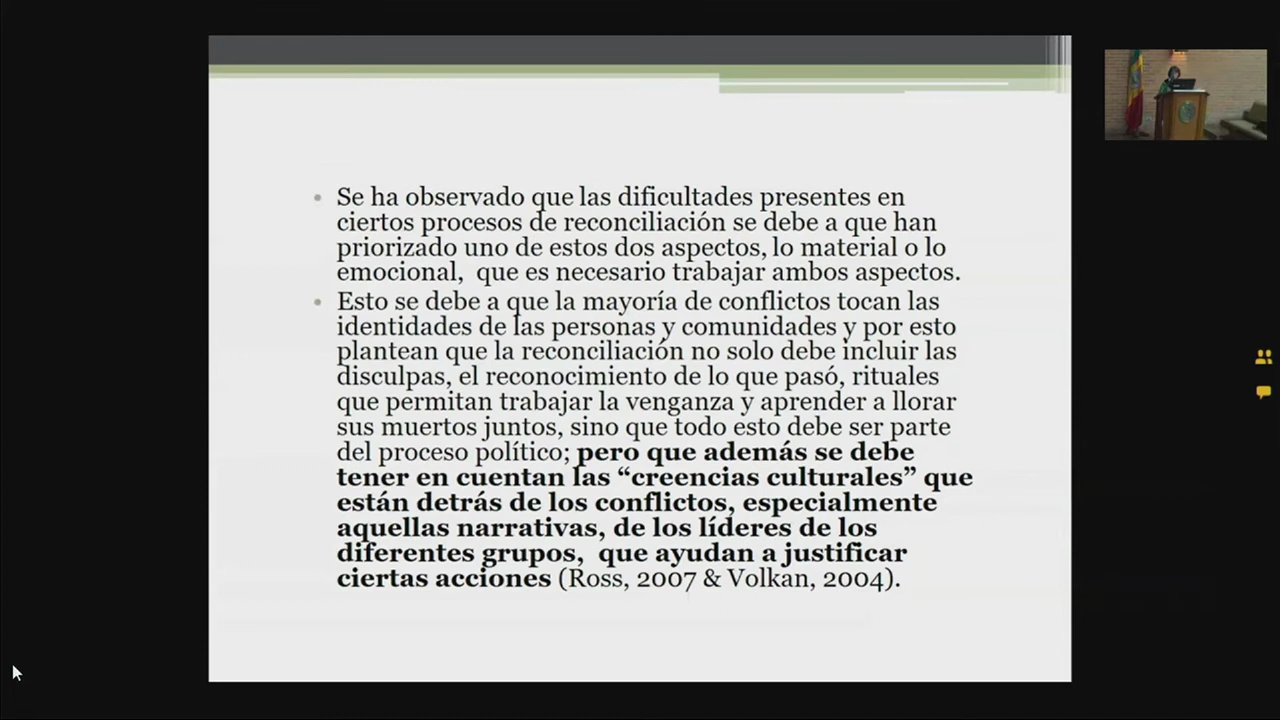 • Se ha observado que las dificultades presentes en
ciertos procesos de reconciliación se debe a que han
priorizado uno de estos dos aspectos, lo material o lo
emocional,  que es necesario trabajar ambos aspectos.
• Esto se debe a que la mayoría de conflictos tocan las
identidades de las personas y comunidades y por esto
plantean que la reconciliación no solo debe incluir las
disculpas, el reconocimiento de lo que pasó, rituales
que permitan trabajar la venganza y aprender a llorar
sus muertos juntos, sino que todo esto debe ser parte
del proceso político; pero que además se debe
tener en cuentan las “creencias culturales” que
están detrás de los conflictos, especialmente
aquellas narrativas, de los líderes de los
diferentes grupos,  que ayudan a justificar
ciertas acciones (Ross, 2007 & Volkan, 2004).